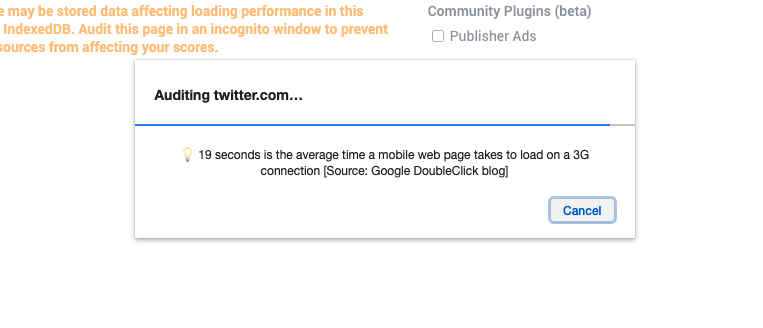 e may be stored data affecting loading performance in this
IndexedDB. Audit this page in an incognito window to prevent
sources from affecting your scores.
Community Plugins (beta)
Publisher Ads
Auditing twitter.com...
19 seconds is the average time a mobile web page takes to load on a 3G
connection [Source: Google DoubleClick blog]
Cancel